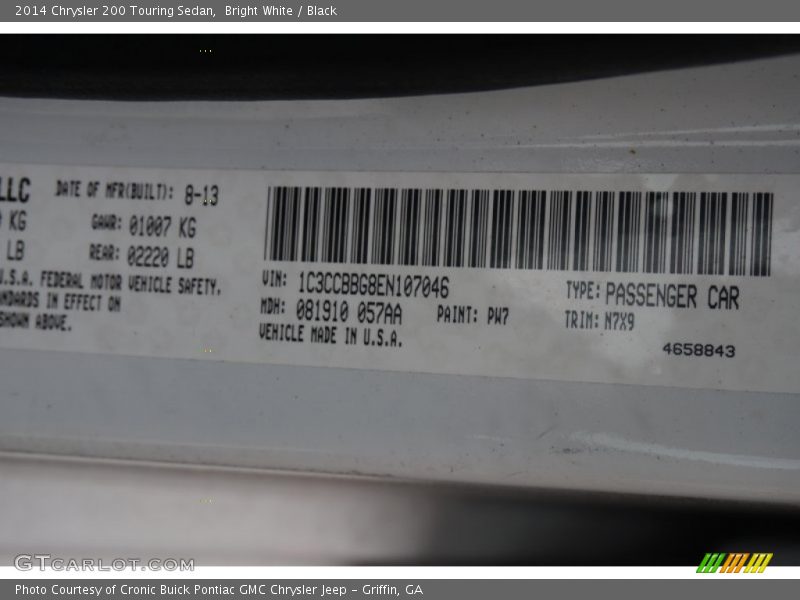 2014 Chrysler 200 Touring Sedan,  Bright White / Black
LLC DATE OF MFR(BUILT): 8-13
KG GAWR: 01007 KG
LB REAR: 02220 LB
U.S.A. FEDERAL MOTOR VEHICLE SAFETY.
IN EFFECT ON
SHOWN ABOVE.
VIN: 1C3CCBBG8EN107046 TYPE: PASSENGER CAR
MDH: 081910 057AA PAINT: PW7 TRIM: N7X9
VEHICLE MADE IN U.S.A.
4658843
GTCARLOT.COM
Photo Courtesy of Cronic Buick Pontiac GMC Chrysler Jeep - Griffin, GA